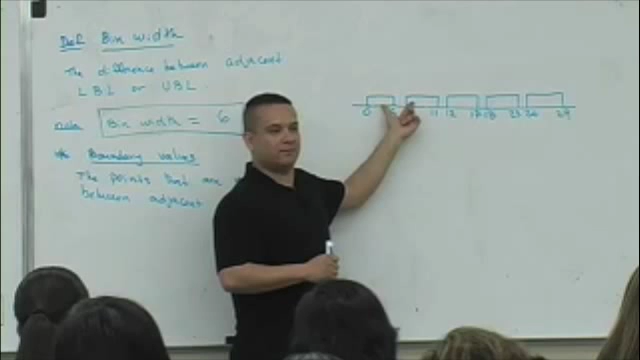 Def Bin width
The difference between adjacent
LBL or UBL
Note Bin width = 6
Boundary values
The points that are
between adjacent
0 11 12 17 18 23 24 29